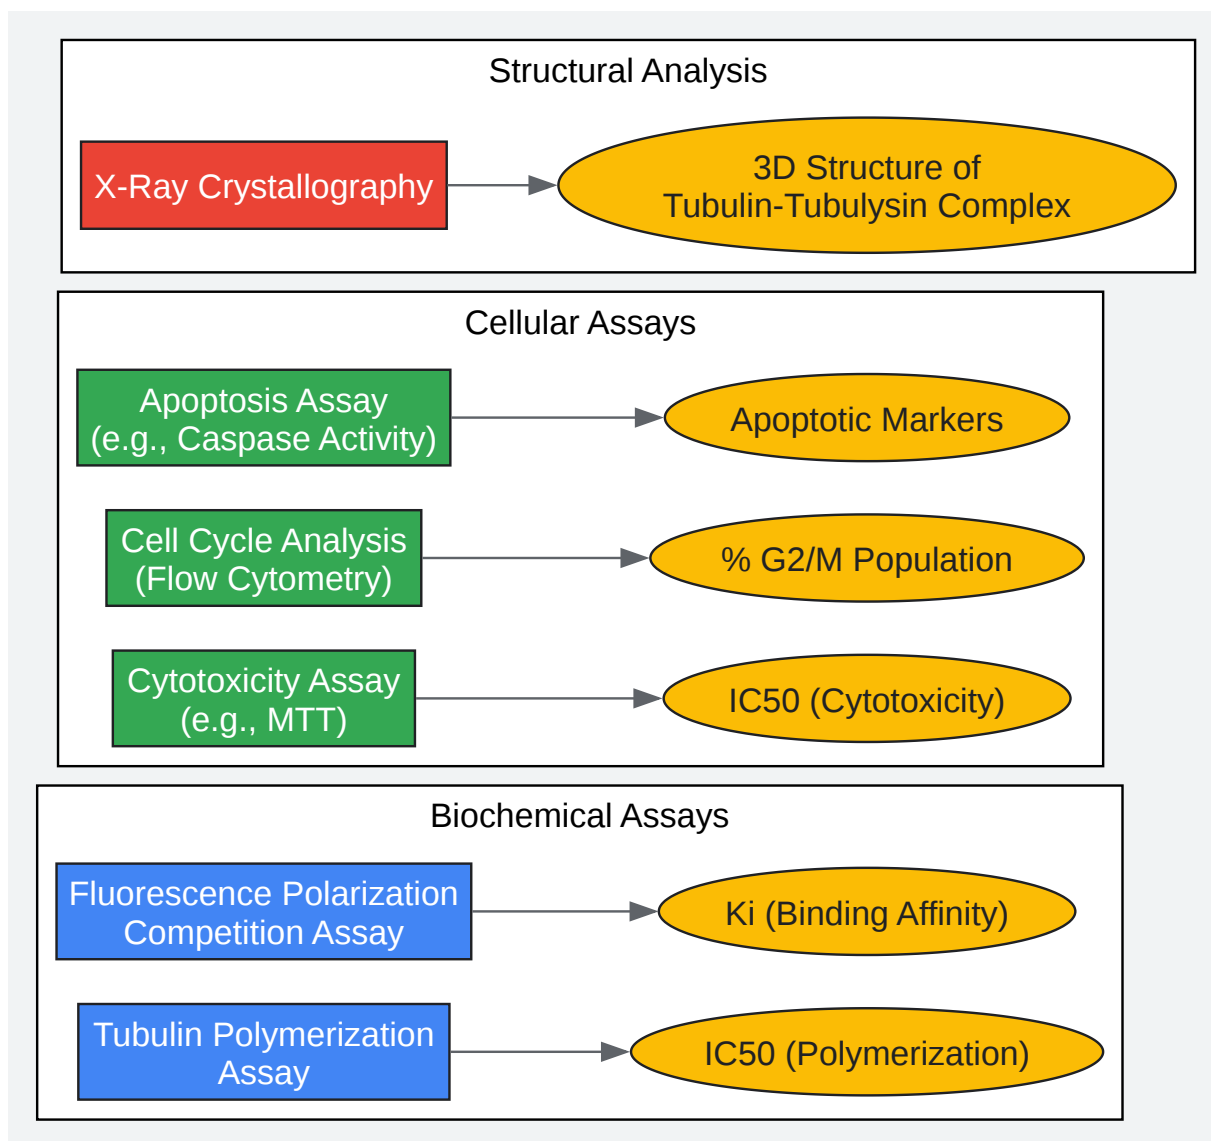 Structural Analysis
X-Ray Crystallography
3D Structure of
Tubulin-Tubulysin Complex
Cellular Assays
Apoptosis Assay
(e.g., Caspase Activity)
Apoptotic Markers
Cell Cycle Analysis
(Flow Cytometry)
% G2/M Population
Cytotoxicity Assay
(e.g., MTT)
IC50 (Cytotoxicity)
Biochemical Assays
Fluorescence Polarization
Competition Assay
Ki (Binding Affinity)
Tubulin Polymerization
Assay
IC50 (Polymerization)